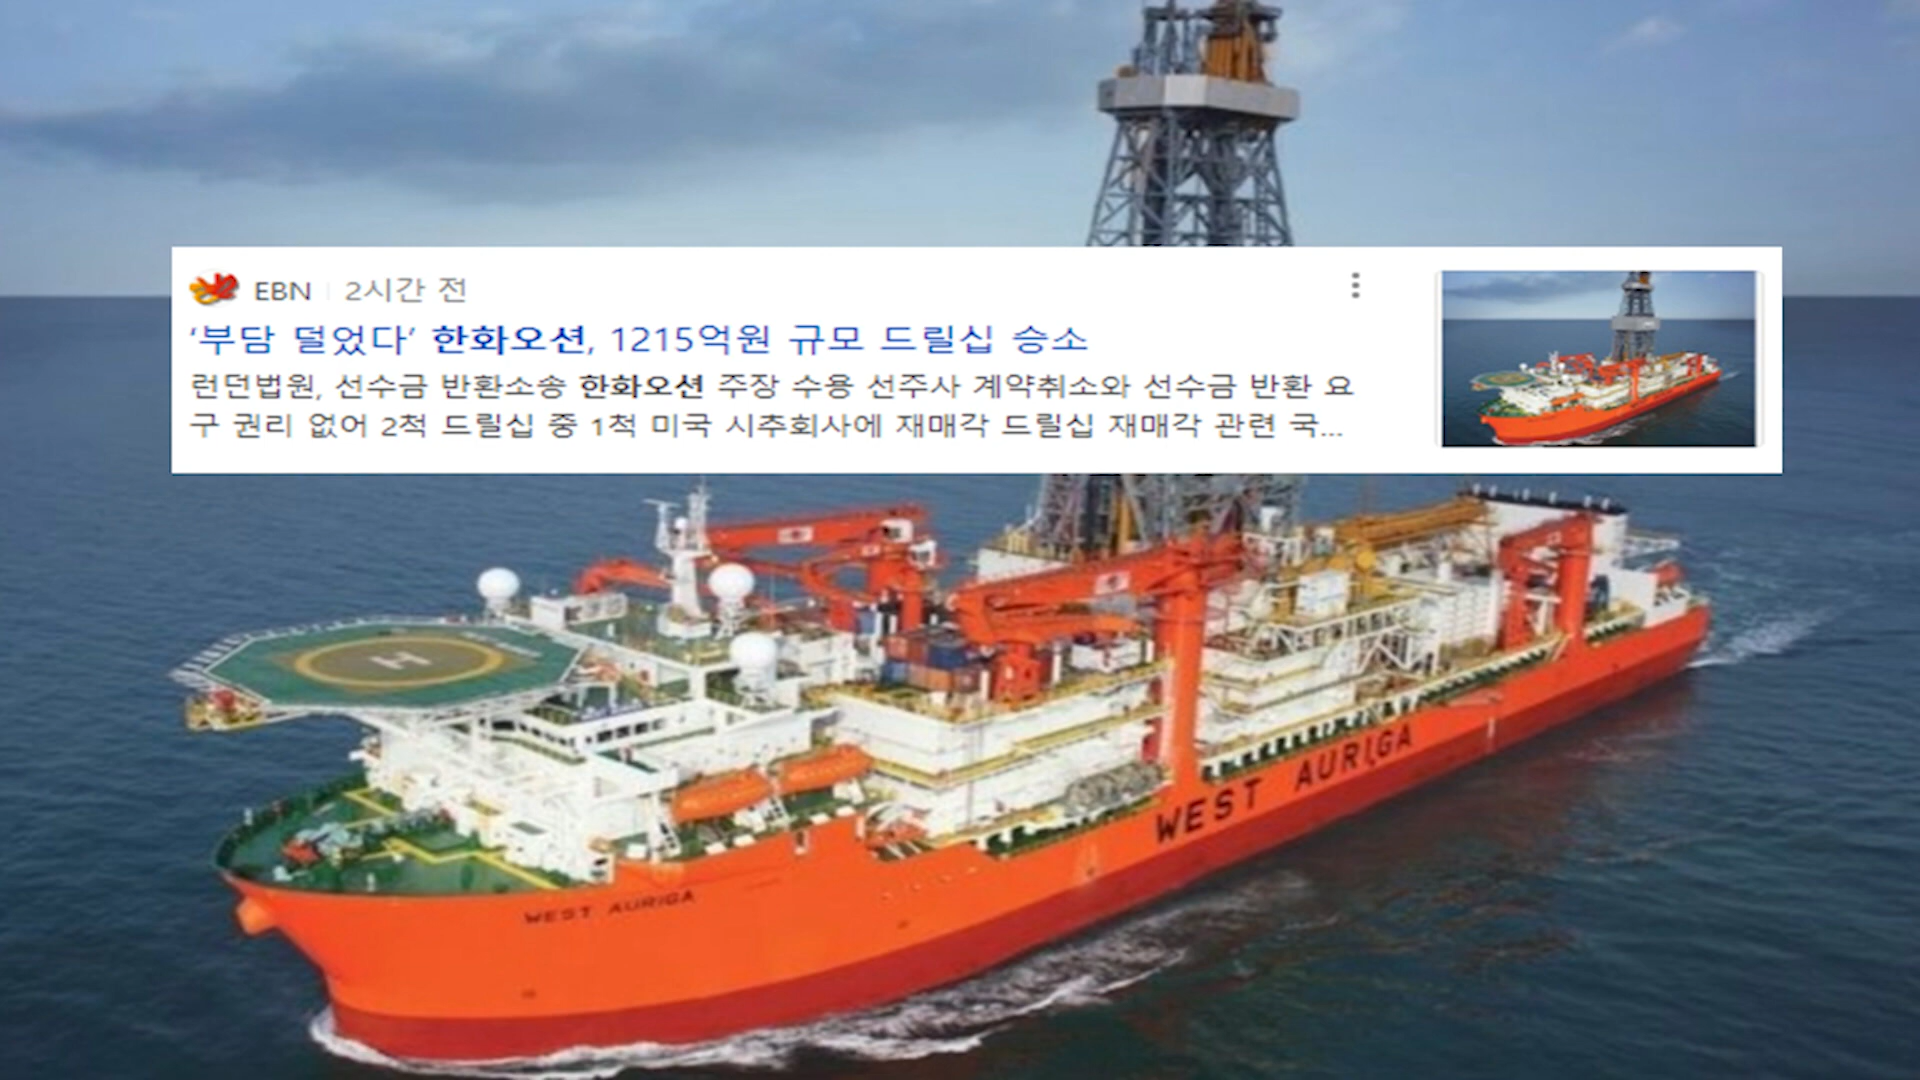 EBN 2시간 전
‘부담 덜었다’ 한화오션, 1215억원 규모 드릴십 승소
런던법원, 선수금 반환소송 한화오션 주장 수용 선주사 계약취소와 선수금 반환 요
구 권리 없어 2척 드릴십 중 1척 미국 시추회사에 재매각 드릴십 재매각 관련 국...
H
WEST AURIGA
WEST AURIGA